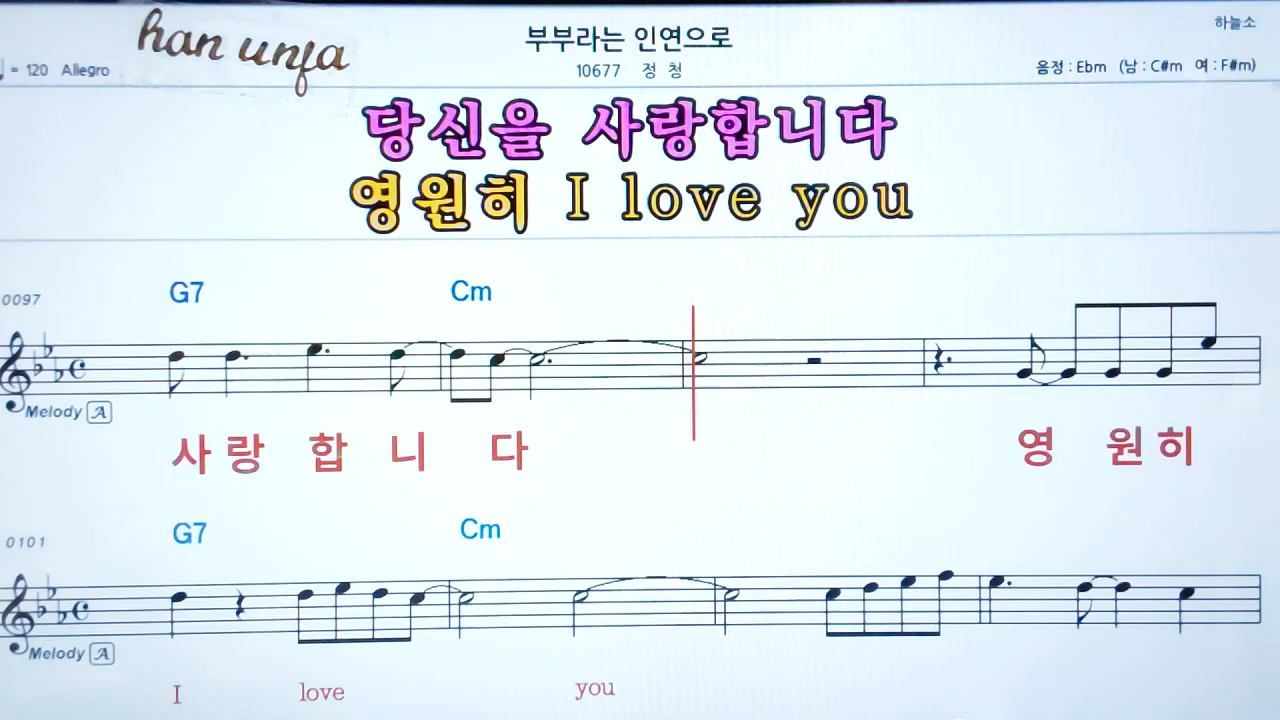 han unja
부부라는 인연으로
하늘소
= 120 Allegro
10677 정 청
음정 : Ebm (남 : C#m 여 : F#m)
당신을 사랑합니다
영원히 I love you
0097
G7 Cm
Melody A
사 랑 합 니 다 영 원 히
0101
G7 Cm
Melody A
I love you